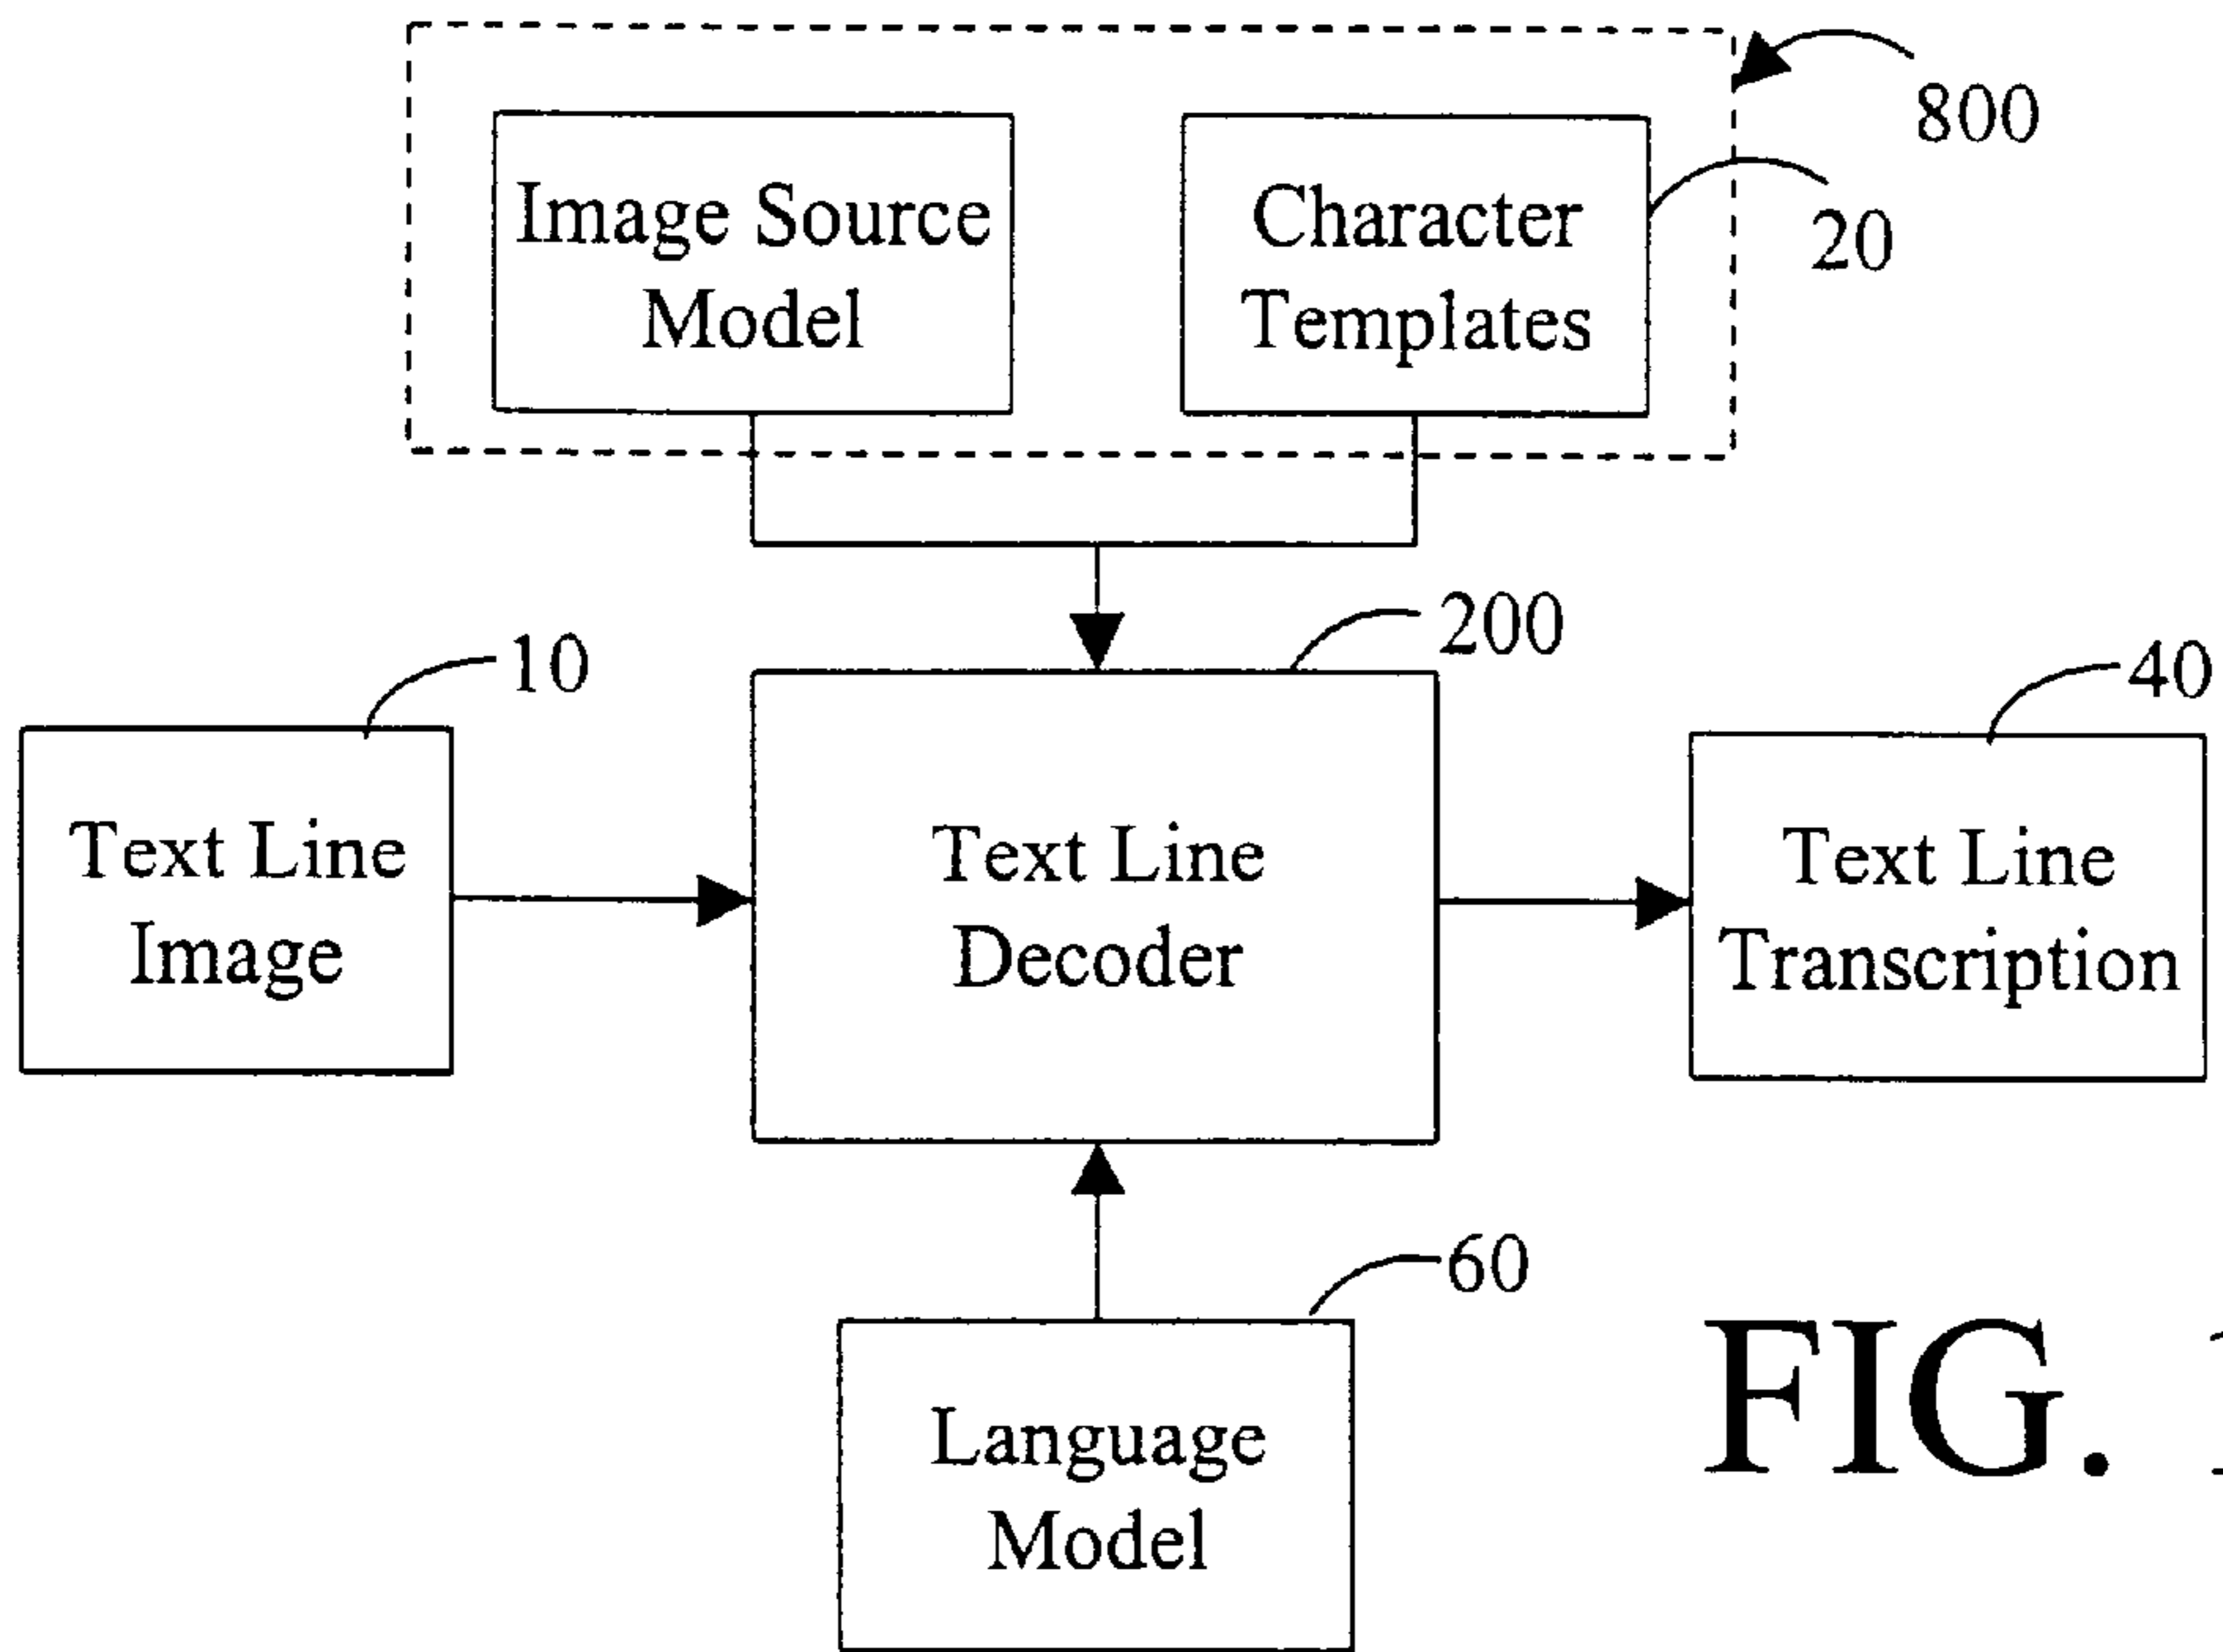 800
Image Source
Model
Character
Templates
20
200
10
40
Text Line
Image
Text Line
Decoder
Text Line
Transcription
60
Language
Model
FIG.